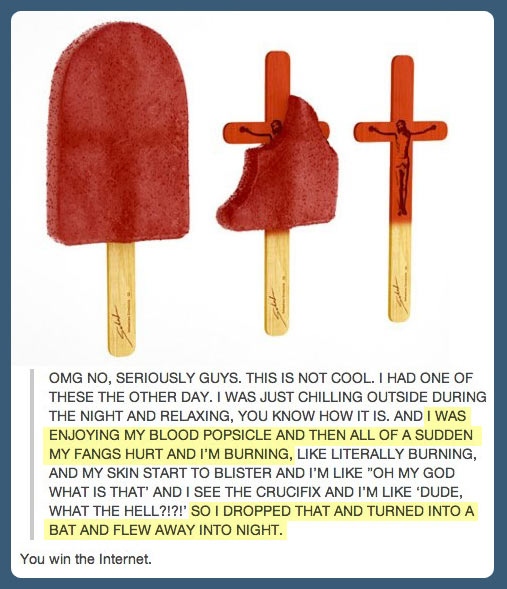 OMG NO, SERIOUSLY GUYS. THIS IS NOT COOL. I HAD ONE OF
THESE THE OTHER DAY. I WAS JUST CHILLING OUTSIDE DURING
THE NIGHT AND RELAXING, YOU KNOW HOW IT IS. AND I WAS
ENJOYING MY BLOOD POPSICLE AND THEN ALL OF A SUDDEN
MY FANGS HURT AND I'M BURNING, LIKE LITERALLY BURNING,
AND MY SKIN START TO BLISTER AND I'M LIKE "OH MY GOD
WHAT IS THAT' AND I SEE THE CRUCIFIX AND I'M LIKE 'DUDE,
WHAT THE HELL?!?!' SO I DROPPED THAT AND TURNED INTO A
BAT AND FLEW AWAY INTO NIGHT.
You win the Internet.